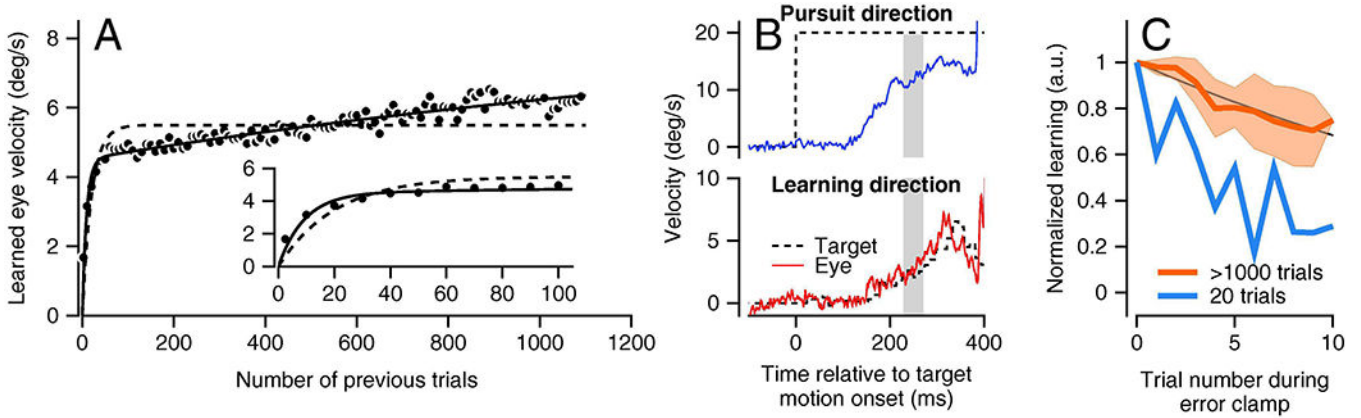 A
Learned eye velocity (deg/s)
8
6
4
2
0
0
200
400
600
800
1000
1200
Number of previous trials
6
4
2
0
0
20
40
60
80
100
B
Pursuit direction
Velocity (deg/s)
20
10
0
Learning direction
10
5
0
Target
Eye
0
200
400
Time relative to target
motion onset (ms)
C
Normalized learning (a.u.)
1
0.8
0.6
0.4
0.2
0
>1000 trials
20 trials
0
5
10
Trial number during
error clamp